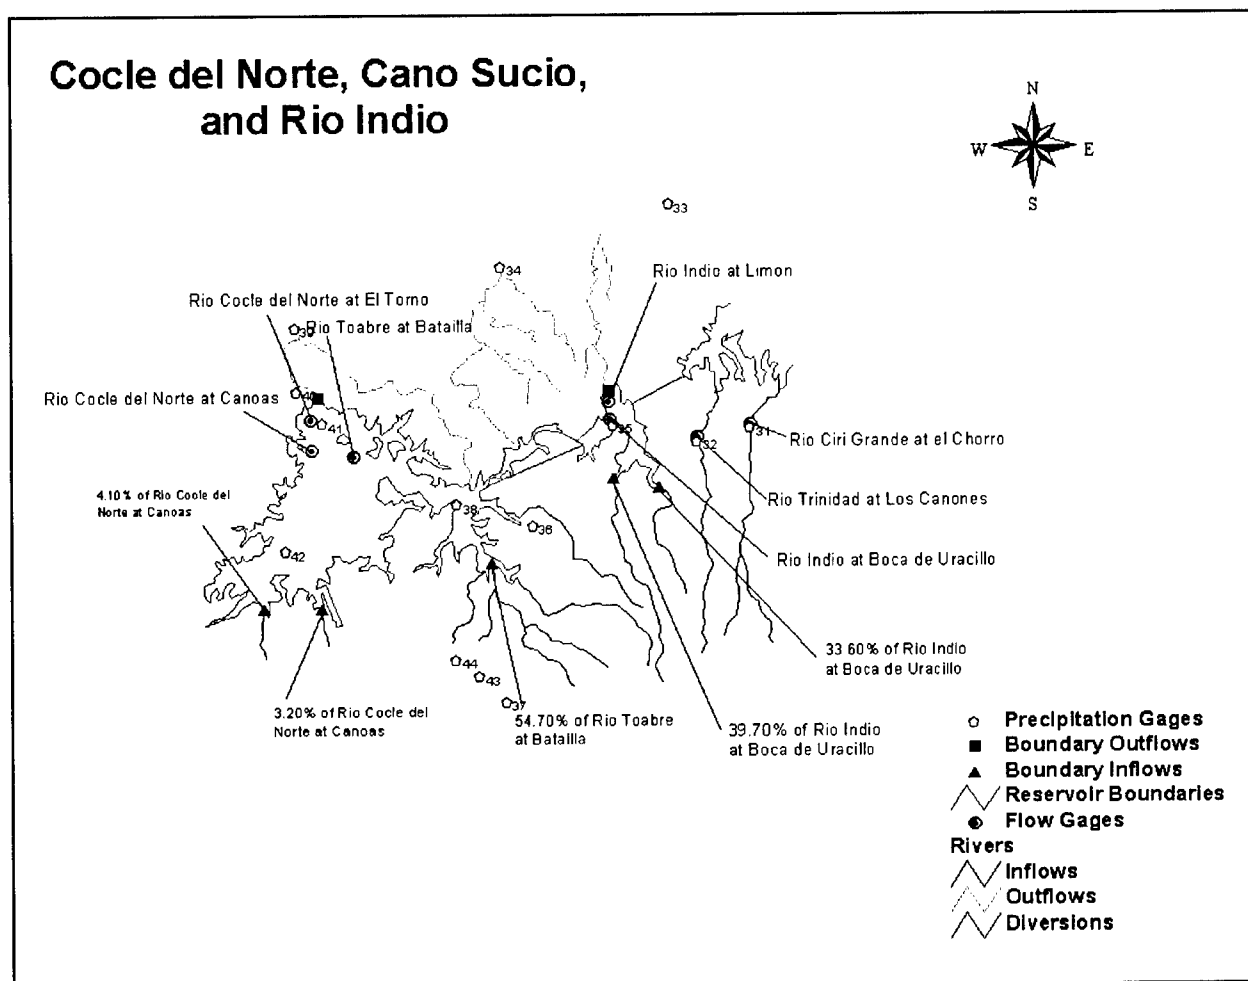 Cocle del Norte, Cano Sucio,
and Rio Indio
N
W
E
S
33
34
Rio Indio at Limon
Rio Cocle del Norte at El Torno
39
Rio Toabre at Batailla
40
Rio Cocle del Norte at Canoas
41
35
31
32
Rio Ciri Grande at el Chorro
4.10% of Rio Cocle del
Norte at Canoas
Rio Trinidad at Los Canones
38
36
42
Rio Indio at Boca de Uracillo
33 60% of Rio Indio
at Boca de Uracillo
44
43
37
3.20% of Rio Cocle del
Norte at Canoas
54.70% of Rio Toabre
at Batailla
39.70% of Rio Indio
at Boca de Uracillo
Precipitation Gages
Boundary Outflows
Boundary Inflows
Reservoir Boundaries
Flow Gages
Rivers
Inflows
Outflows
Diversions